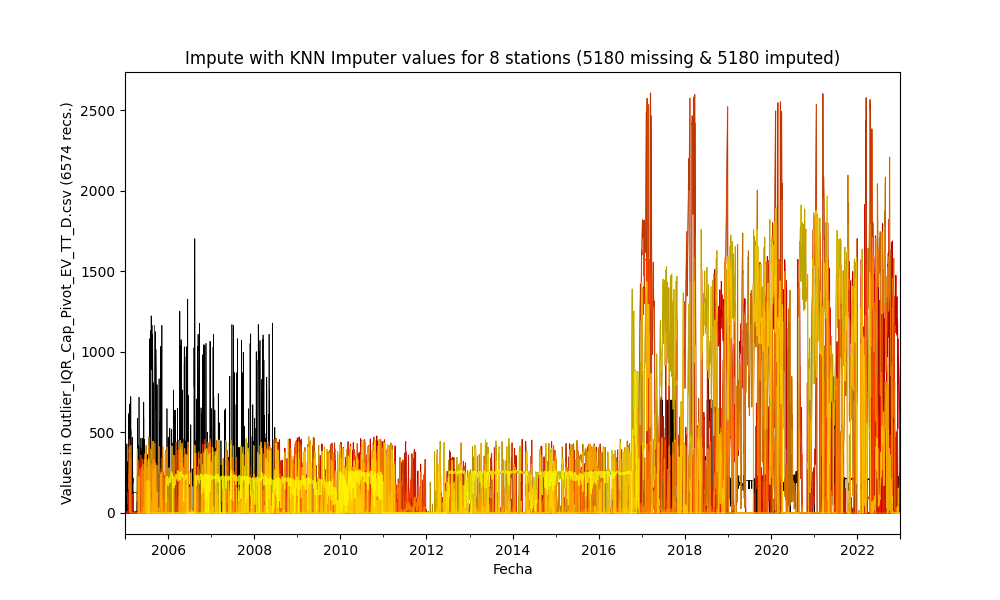 Impute with KNN Imputer values for 8 stations (5180 missing & 5180 imputed)
Values in Outlier_IQR_Cap_Pivot_EV_TT_D.csv (6574 recs.)
2500
2000
1500
1000
500
0
2006 2008 2010 2012 2014 2016 2018 2020 2022
Fecha